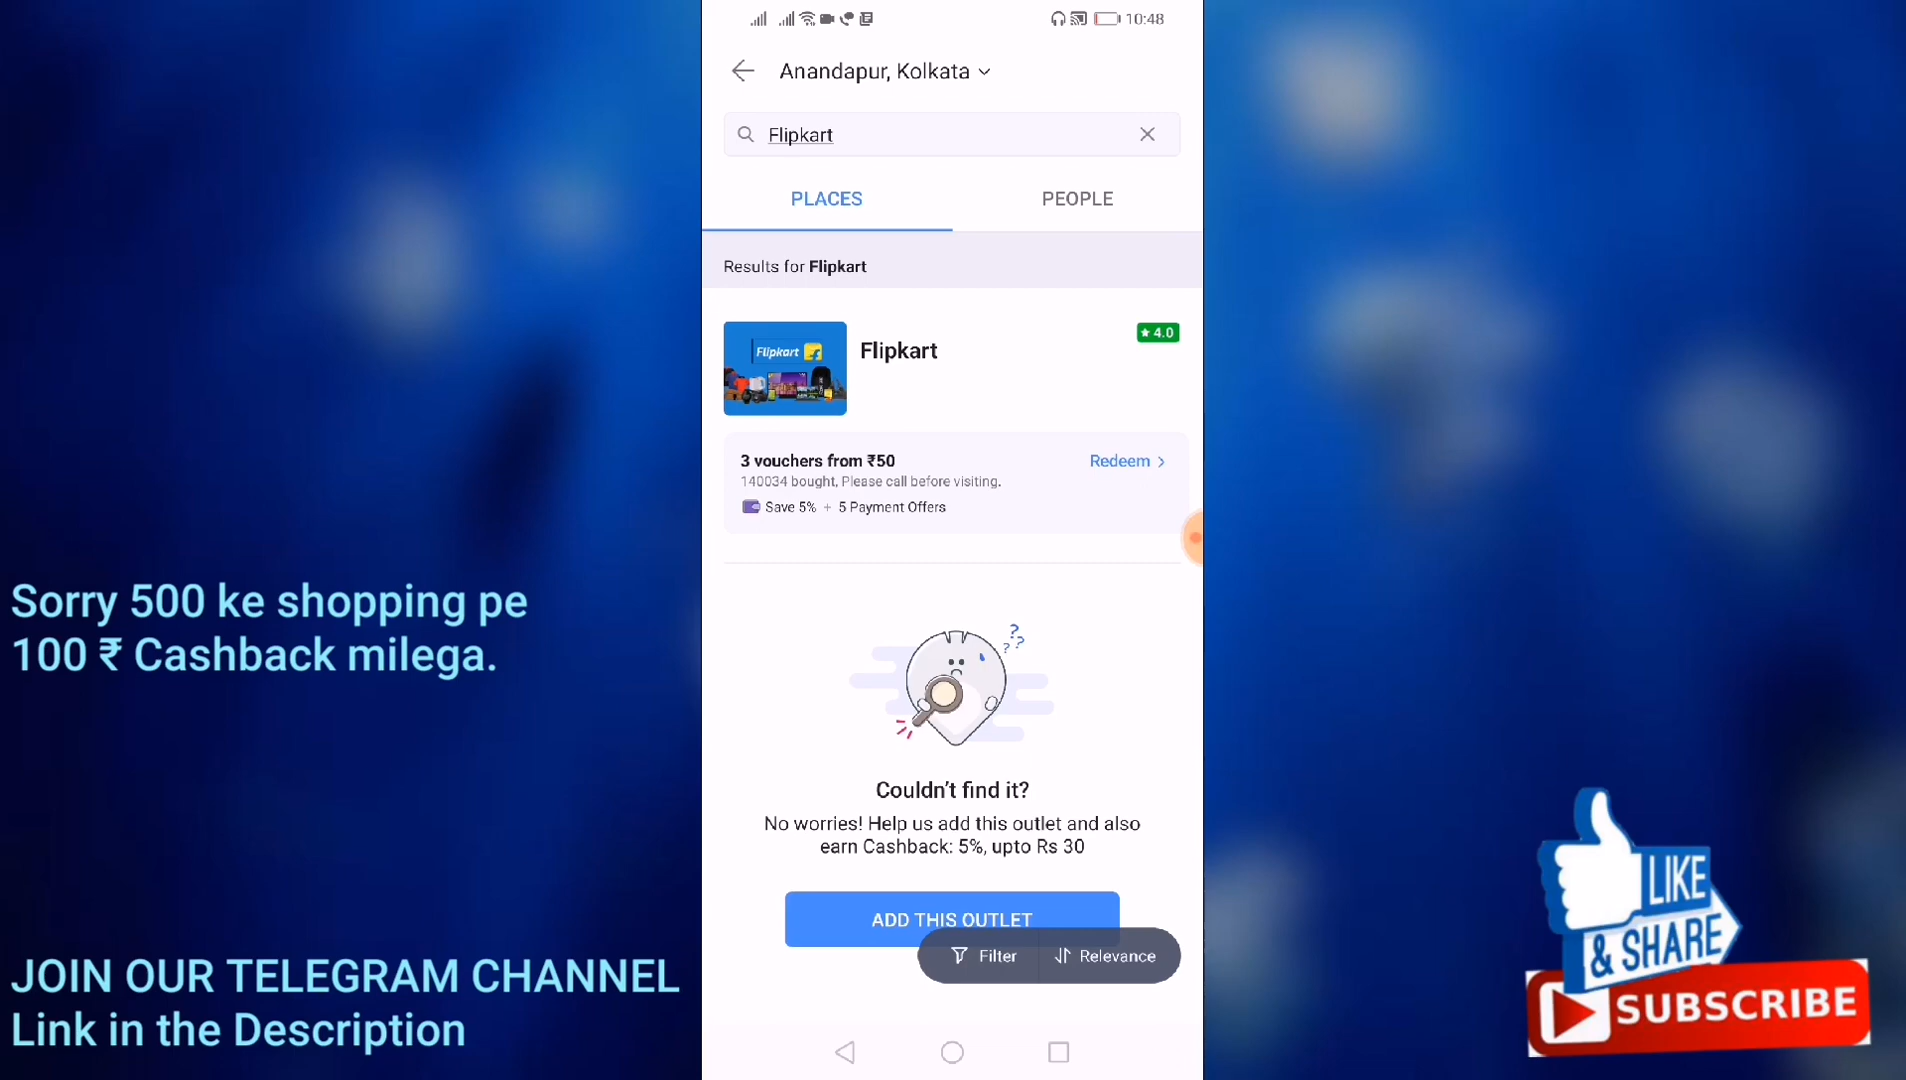 10:48
Anandapur, Kolkata
Flipkart
PLACES
PEOPLE
Results for Flipkart
Flipkart
Flipkart
4.0
3 vouchers from ₹50
Redeem
140034 bought, Please call before visiting.
Save 5% + 5 Payment Offers
Sorry 500 ke shopping pe
100 ₹ Cashback milega.
??
?
Couldn't find it?
No worries! Help us add this outlet and also
earn Cashback: 5%, upto Rs 30
ADD THIS OUTLET
Filter
Relevance
JOIN OUR TELEGRAM CHANNEL
Link in the Description
LIKE
& SHARE
SUBSCRIBE